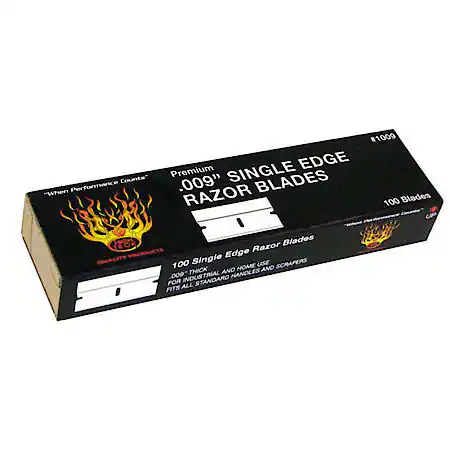 "When Performance Counts"
QUALITY PRODUCTS
Premium
.009" SINGLE EDGE
RAZOR BLADES
#1009
100 Blades
100 Single Edge Razor Blades
.009" THICK
FOR INDUSTRIAL AND HOME USE
FITS ALL STANDARD HANDLES AND SCRAPERS
"When Performance Counts"
UP